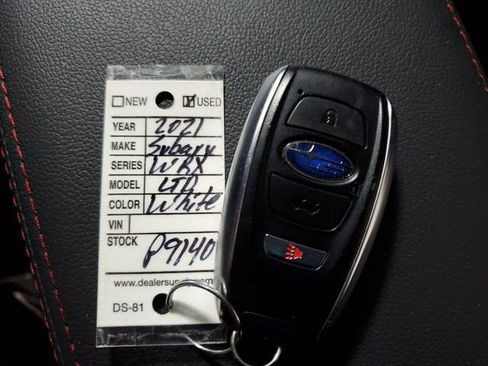 NEW USED
YEAR 2021
MAKE Subaru
SERIES WRX
MODEL LTD
COLOR White
VIN
STOCK P9140
DS-81